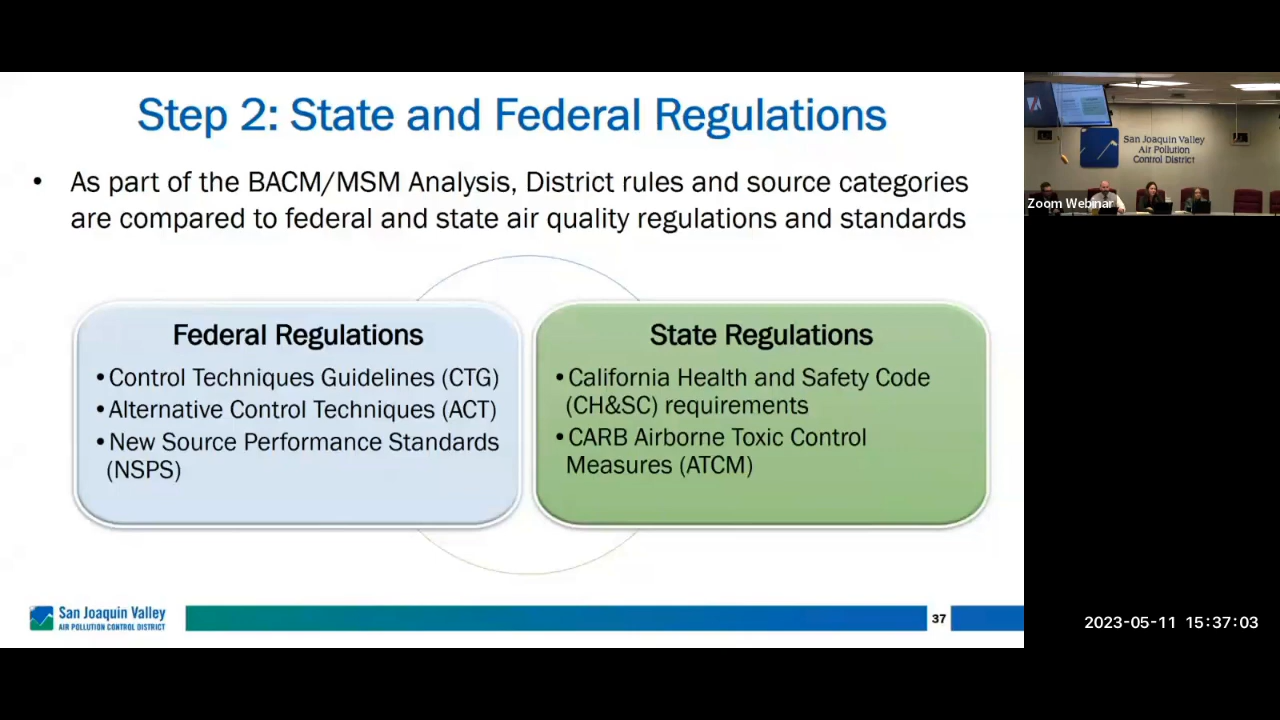 Step 2: State and Federal Regulations
• As part of the BACM/MSM Analysis, District rules and source categories
are compared to federal and state air quality regulations and standards
Federal Regulations
•Control Techniques Guidelines (CTG)
•Alternative Control Techniques (ACT)
•New Source Performance Standards
(NSPS)
State Regulations
•California Health and Safety Code
(CH&SC) requirements
•CARB Airborne Toxic Control
Measures (ATCM)
San Joaquin Valley
AIR POLLUTION CONTROL DISTRICT
37
San Joaquin Valley
Air Pollution
Control District
Zoom Webinar
2023-05-11 15:37:03